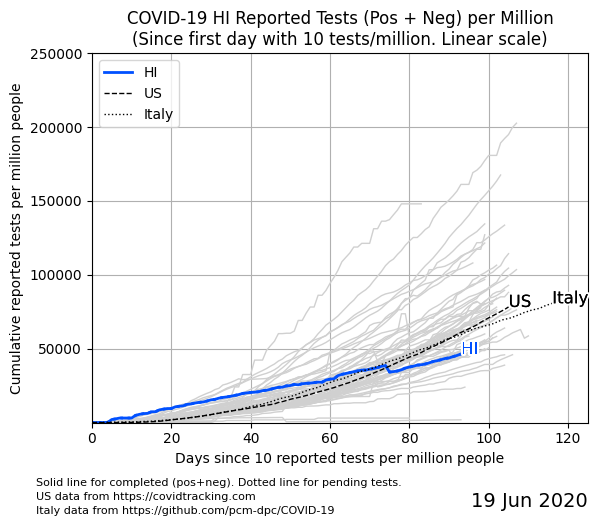 COVID-19 HI Reported Tests (Pos + Neg) per Million
(Since first day with 10 tests/million. Linear scale)
250000
200000
150000
100000
50000
Cumulative reported tests per million people
HI
US
Italy
US
Italy
HI
0 20 40 60 80 100 120
Days since 10 reported tests per million people
Solid line for completed (pos+neg). Dotted line for pending tests.
US data from https://covidtracking.com
Italy data from https://github.com/pcm-dpc/COVID-19
19 Jun 2020